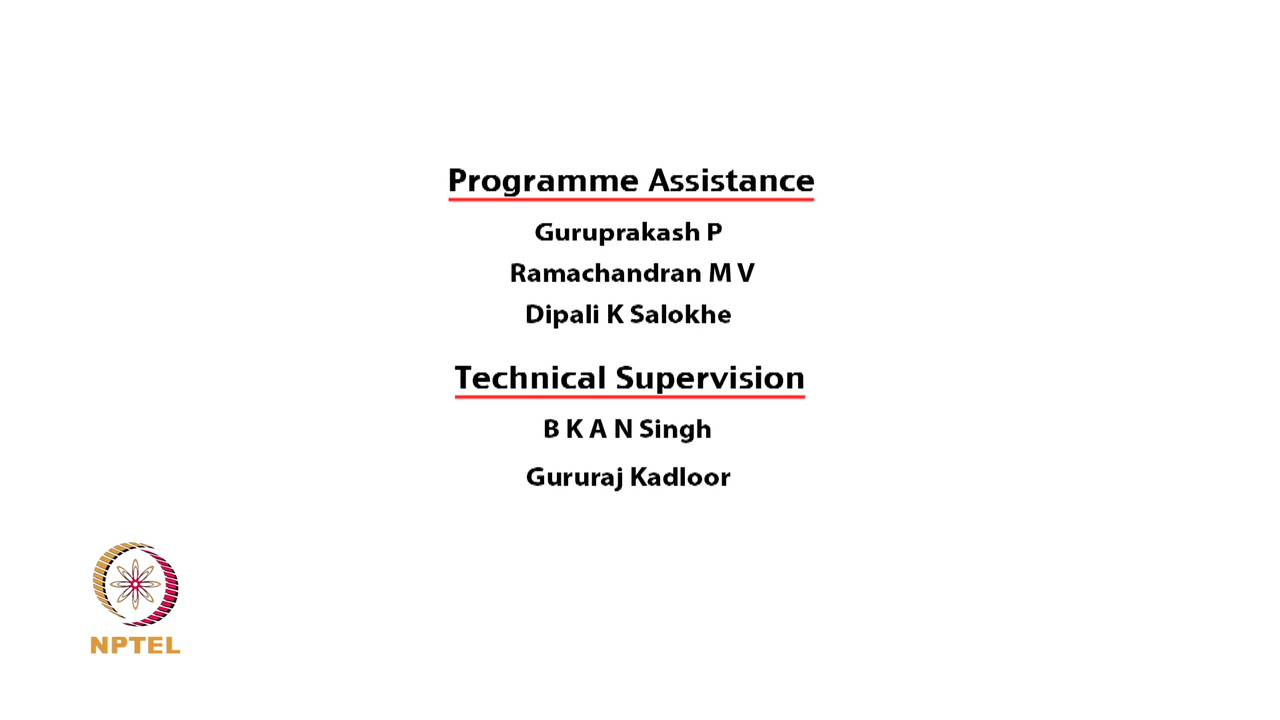 Programme Assistance
Guruprakash P
Ramachandran M V
Dipali K Salokhe
Technical Supervision
B K A N Singh
Gururaj Kadloor
NPTEL